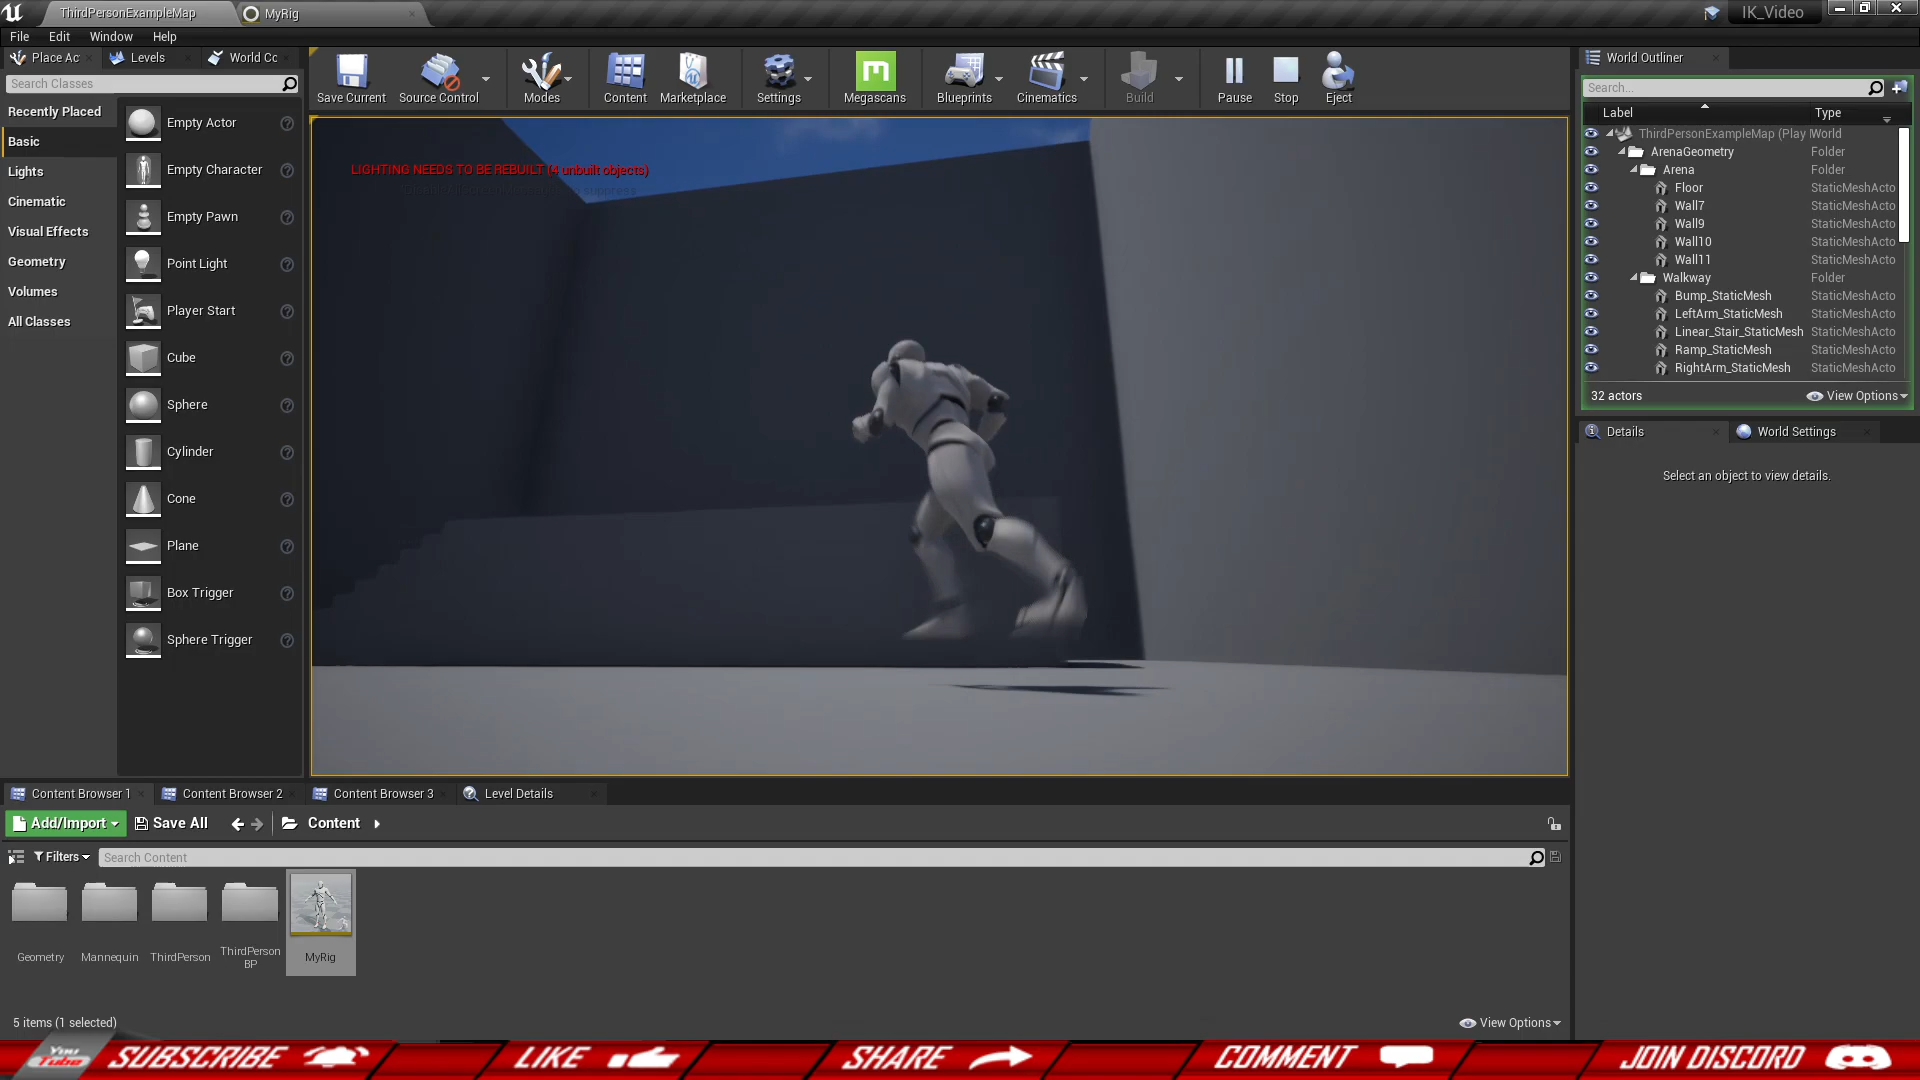 ThirdPersonExampleMap
MyRig
IK_Video
File
Edit
Window
Help
Place Ac
Levels
World Cc
Search Classes
Recently Placed
Basic
Lights
Cinematic
Visual Effects
Geometry
Volumes
All Classes
Empty Actor
Empty Character
Empty Pawn
Point Light
Player Start
Cube
Sphere
Cylinder
Cone
Plane
Box Trigger
Sphere Trigger
Save Current
Source Control
Modes
Content
Marketplace
Settings
Megascans
Blueprints
Cinematics
Build
Pause
Stop
Eject
LIGHTING NEEDS TO BE REBUILT (4 unbuilt objects)
World Outliner
Search...
Label
Type
ThirdPersonExampleMap (Play I World
ArenaGeometry Folder
Arena Folder
Floor StaticMeshActo
Wall7 StaticMeshActo
Wall9 StaticMeshActo
Wall10 StaticMeshActo
Wall11 StaticMeshActo
Walkway Folder
Bump_StaticMesh StaticMeshActo
LeftArm_StaticMesh StaticMeshActo
Linear_Stair_StaticMesh StaticMeshActo
Ramp_StaticMesh StaticMeshActo
RightArm_StaticMesh StaticMeshActo
32 actors
View Options
Details
World Settings
Select an object to view details.
Content Browser 1
Content Browser 2
Content Browser 3
Level Details
Add/Import
Save All
Content
Filters
Search Content
Geometry
Mannequin
ThirdPerson
ThirdPerson
BP
MyRig
5 items (1 selected)
View Options
You
Tube
SUBSCRIBE
LIKE
SHARE
COMMENT
JOIN DISCORD